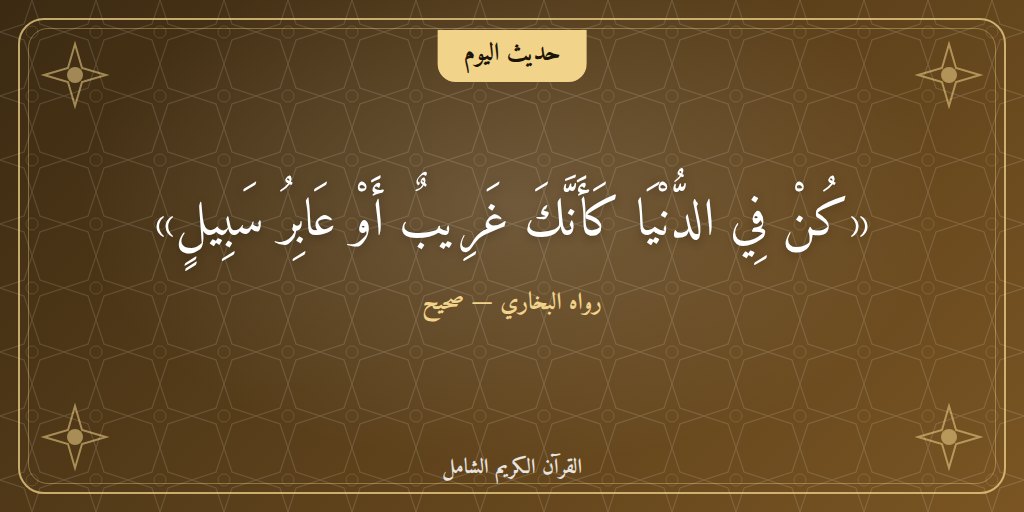 حديث اليوم
((كُنْ فِي الدُّنْيَا كَأَنَّكَ غَرِيبٌ أَوْ عَابِرُ سَبِيلٍ))
رواه البخاري — صحيح
القرآن الكريم الشامل